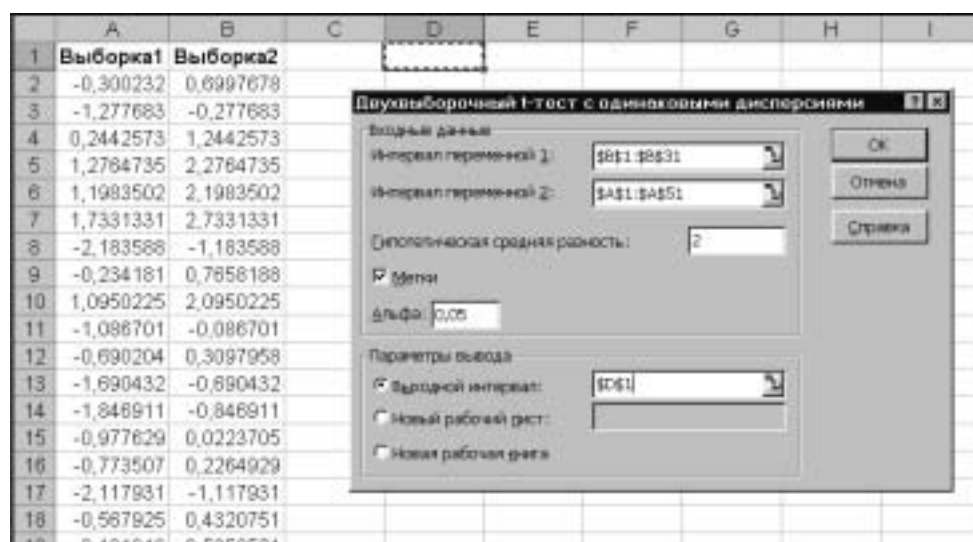 A B C D E F G H I
1 Выборка1 Выборка2
2 -0,300232 0,6997678
3 -1,277683 -0,277683
4 0,2442573 1,2442573
5 1,2764735 2,2764735
6 1,1983502 2,1983502
7 1,7331331 2,7331331
8 -2,183588 -1,183588
9 -0,234181 0,7658188
10 1,0950225 2,0950225
11 -1,086701 -0,086701
12 -0,690204 0,3097958
13 -1,690432 -0,690432
14 -1,846911 -0,846911
15 -0,977629 0,0223705
16 -0,773507 0,2264929
17 -2,117931 -1,117931
18 -0,567925 0,4320751
Двухвыборочный t-тест с одинаковыми дисперсиями
Входные данные
Интервал переменной 1: $B$1:$B$31
Интервал переменной 2: $A$1:$A$51
Гипотетическая средняя разность: 2
Метки
Альфа: 0,05
Параметры вывода
Выходной интервал: $D$1
Новый рабочий лист:
Новая рабочая книга
ОК
Отмена
Справка